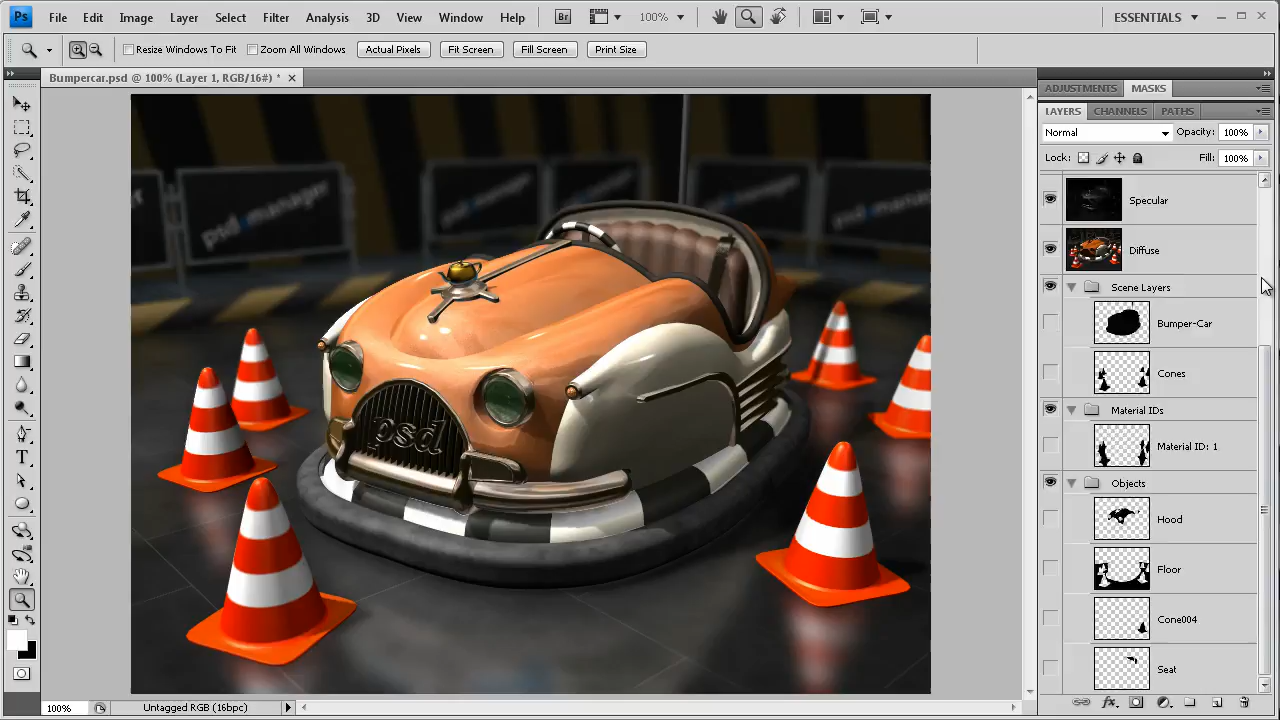 Ps File Edit Image Layer Select Filter Analysis 3D View Window Help Br 100% ESSENTIALS
Resize Windows To Fit Zoom All Windows Actual Pixels Fit Screen Fill Screen Print Size
Bumpercar.psd @ 100% (Layer 1, RGB/16#) *
ADJUSTMENTS MASKS
LAYERS CHANNELS PATHS
Normal Opacity: 100%
Lock: Fill: 100%
Specular
Diffuse
Scene Layers
Bumper-Car
Cones
Material IDs
Material ID: 1
Objects
Hood
Floor
Cone004
Seat
psd
100% Untagged RGB (16bpc)